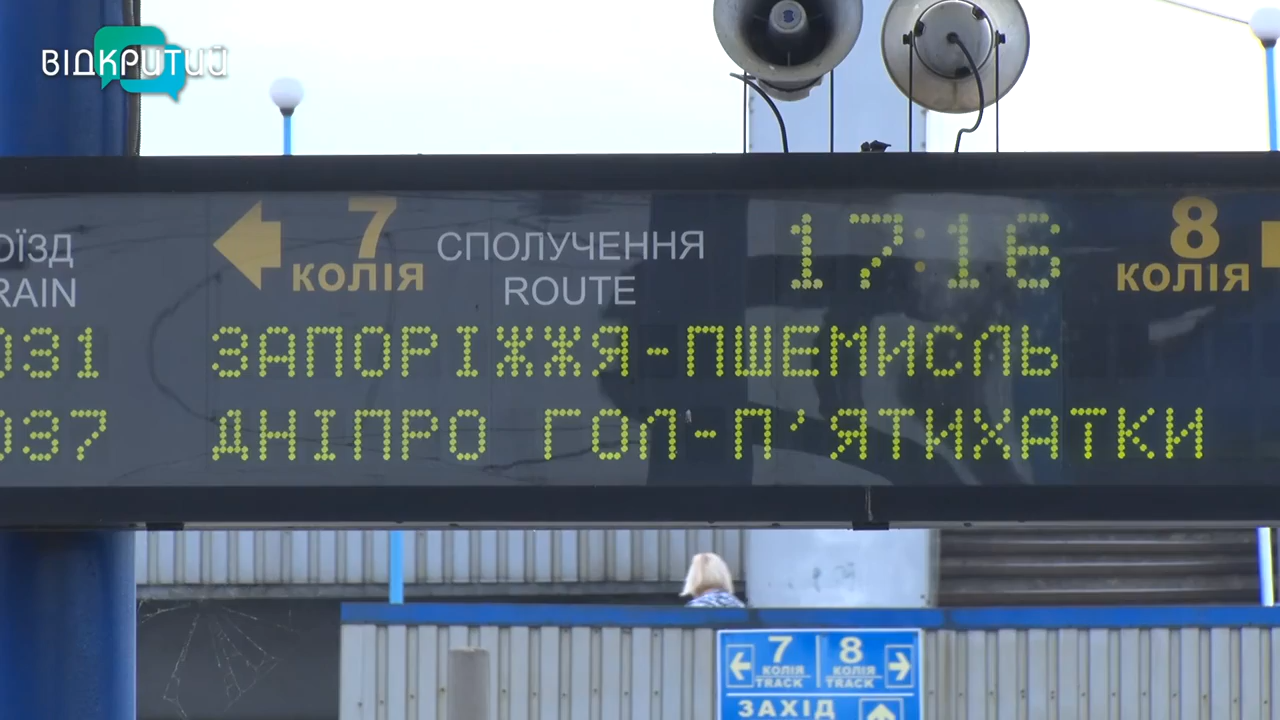 ВІДКРИТИЙ
ОЇЗД
RAIN
7
КОЛІЯ
СПОЛУЧЕННЯ
ROUTE
17:16
8
КОЛІЯ
031 ЗАПОРІЖЖЯ-ПШЕМИСЛЬ
037 ДНІПРО ГОЛ-П'ЯТИХАТКИ
7 8
КОЛІЯ КОЛІЯ
TRACK TRACK
ЗАХІД